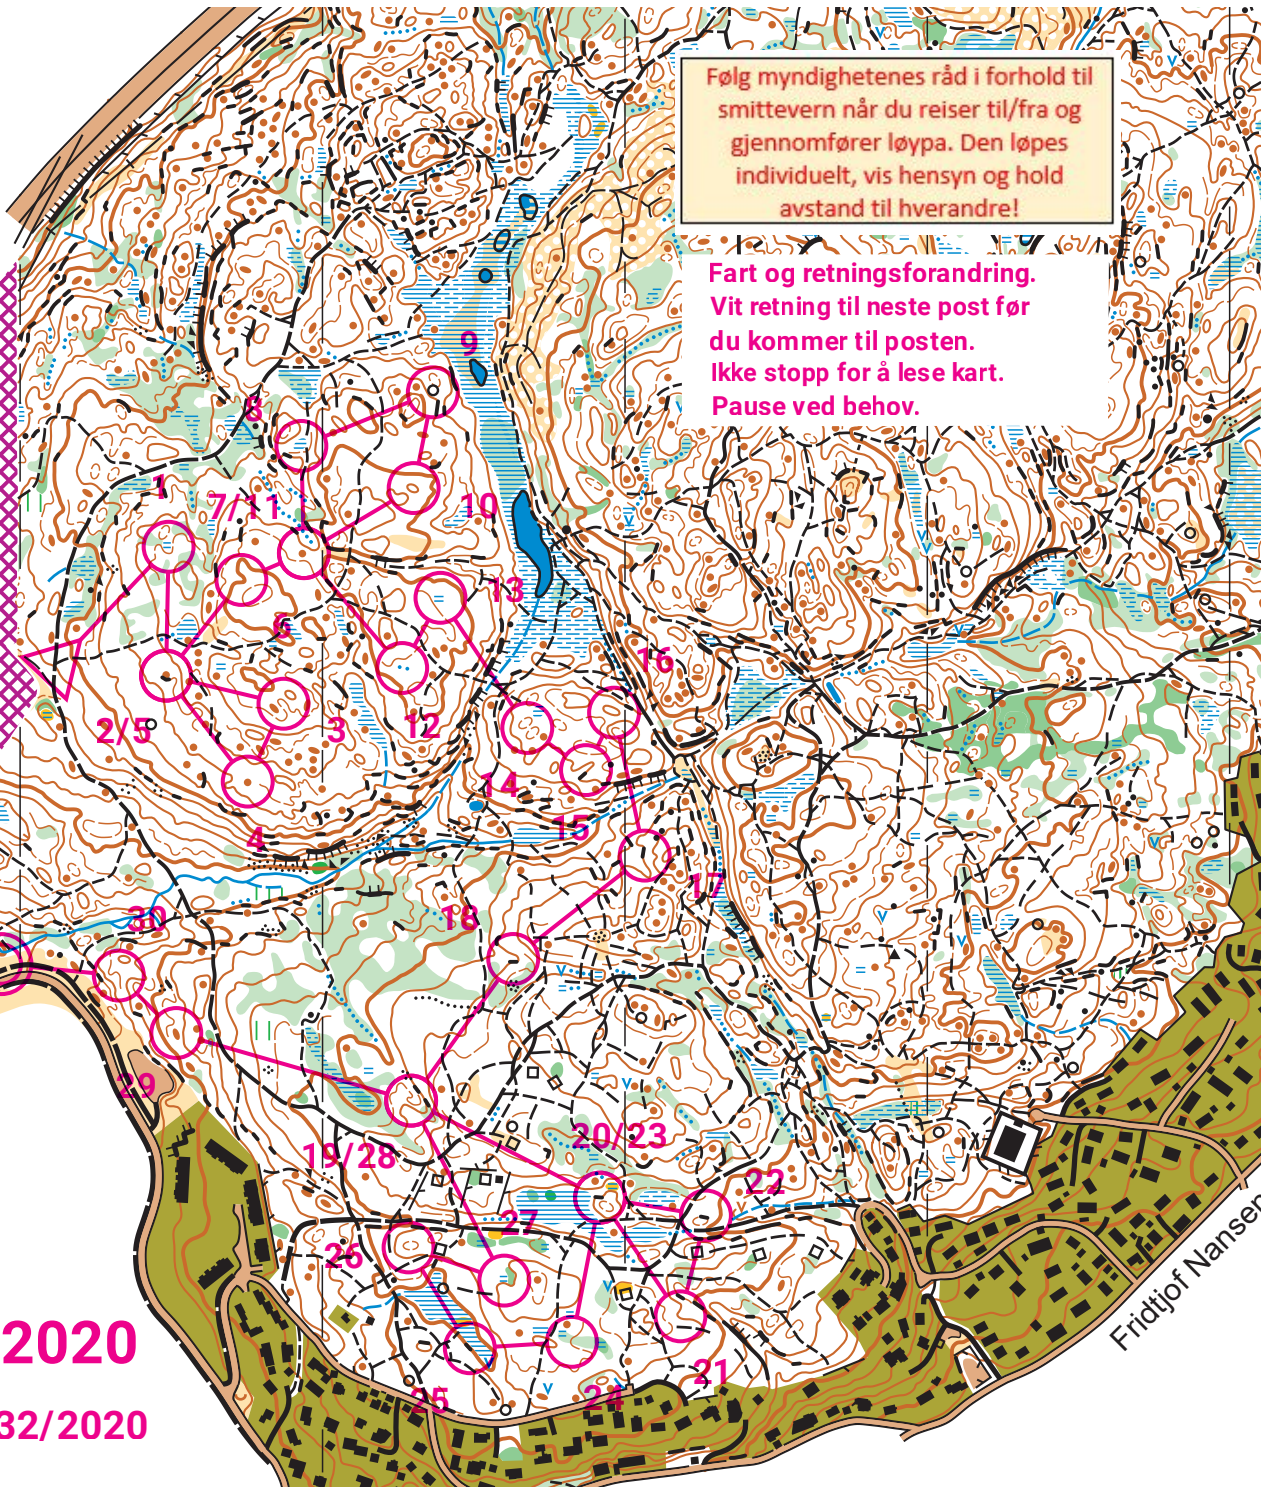 Følg myndighetenes råd i forhold til
smittevern når du reiser til/fra og
gjennomfører løypa. Den løpes
individuelt, vis hensyn og hold
avstand til hverandre!
Fart og retningsforandring.
Vit retning til neste post før
du kommer til posten.
Ikke stopp for å lese kart.
Pause ved behov.
9
8
1
7/11
10
13
6
16
2/5
3
12
14
15
4
17
18
30
29
19/28
20/23
22
27
26
21
25
24
Fridtjof Nansen
2020
32/2020